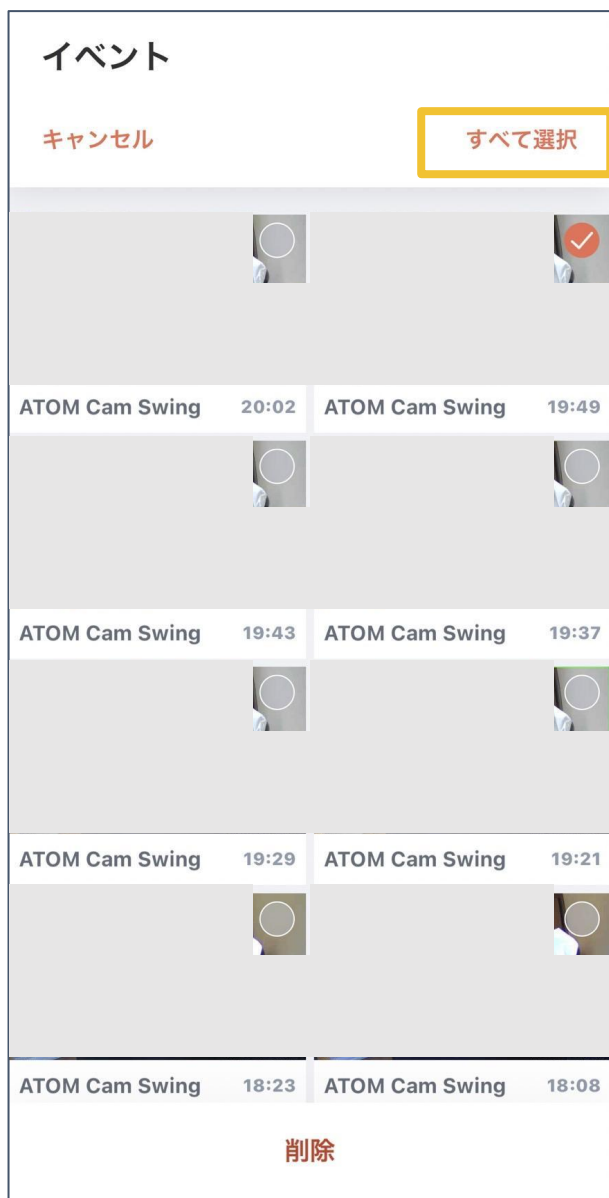 イベント
キャンセル すべて選択
ATOM Cam Swing 20:02 ATOM Cam Swing 19:49
ATOM Cam Swing 19:43 ATOM Cam Swing 19:37
ATOM Cam Swing 19:29 ATOM Cam Swing 19:21
ATOM Cam Swing 18:23 ATOM Cam Swing 18:08
削除